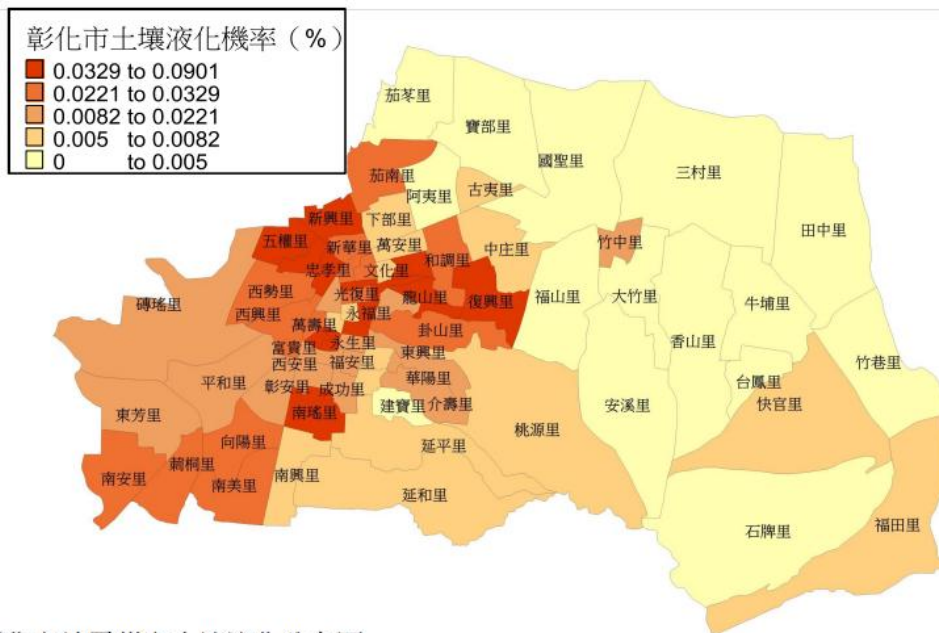 彰化市土壤液化機率（%）
0.0329 to 0.0901
0.0221 to 0.0329
0.0082 to 0.0221
0.005 to 0.0082
0 to 0.005
茄苳里
寶部里
國聖里
三村里
茄南里
阿夷里
古夷里
田中里
新興里
下部里
五權里
新華里
萬安里
中庄里
竹中里
忠孝里
文化里
和調里
磚瑤里
西勢里
光復里
龍山里
復興里
福山里
大竹里
牛埔里
西興里
萬壽里
永福里
卦山里
香山里
富貴里
永生里
東興里
西安里
福安里
竹巷里
平和里
彰安里
成功里
華陽里
台鳳里
東芳里
南瑤里
建寶里
介壽里
安溪里
快官里
向陽里
延平里
桃源里
南安里
茄桐里
南美里
南興里
延和里
石牌里
福田里